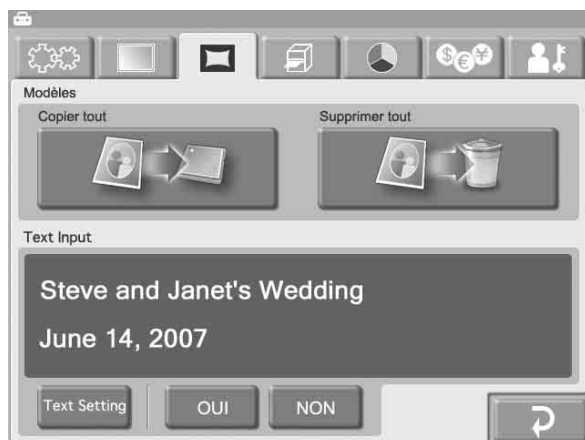 $ € ¥
Modèles
Copier tout
Supprimer tout
Text Input
Steve and Janet's Wedding
June 14, 2007
Text Setting
OUI
NON